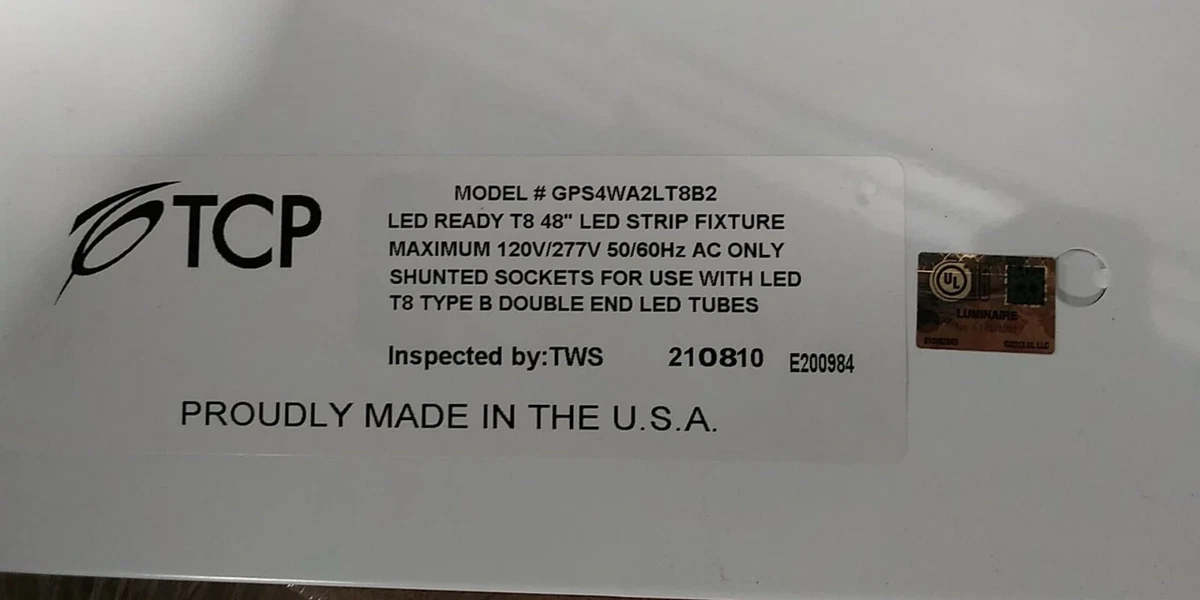 TCP
MODEL # GPS4WA2LT8B2
LED READY T8 48" LED STRIP FIXTURE
MAXIMUM 120V/277V 50/60Hz AC ONLY
SHUNTED SOCKETS FOR USE WITH LED
T8 TYPE B DOUBLE END LED TUBES
Inspected by:TWS 210810 E200984
PROUDLY MADE IN THE U.S.A.
UL
LUMINAIRE